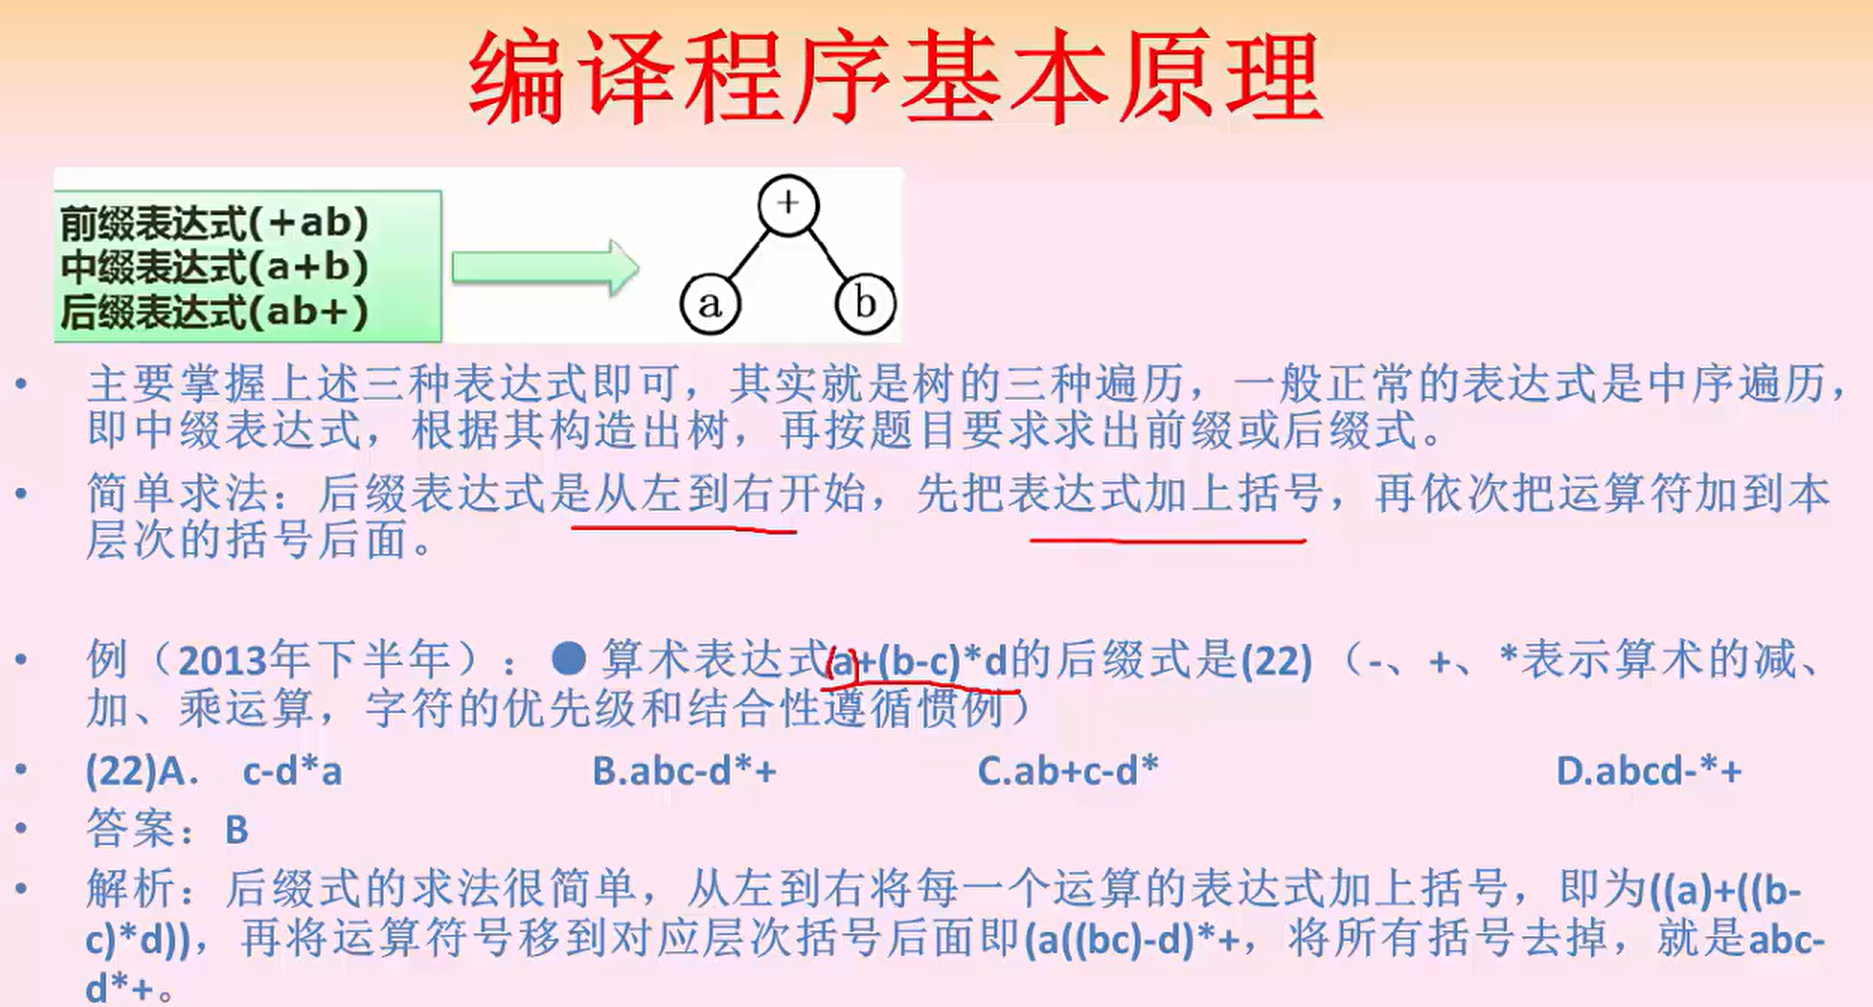 编译程序基本原理
前缀表达式(+ab)
中缀表达式(a+b)
后缀表达式(ab+)
+
a
b
• 主要掌握上述三种表达式即可，其实就是树的三种遍历，一般正常的表达式是中序遍历，
即中缀表达式，根据其构造出树，再按题目要求求出前缀或后缀式。
• 简单求法：后缀表达式是从左到右开始，先把表达式加上括号，再依次把运算符加到本
层次的括号后面。
• 例（2013年下半年）：● 算术表达式(a)+(b-c)*d的后缀式是(22) （-、+、*表示算术的减、
加、乘运算，字符的优先级和结合性遵循惯例）
• (22)A. c-d*a B.abc-d*+ C.ab+c-d* D.abcd-*+
• 答案：B
• 解析：后缀式的求法很简单，从左到右将每一个运算的表达式加上括号，即为((a)+((b-
c)*d))，再将运算符号移到对应层次括号后面即(a((bc)-d)*+，将所有括号去掉，就是abc-
d*+。